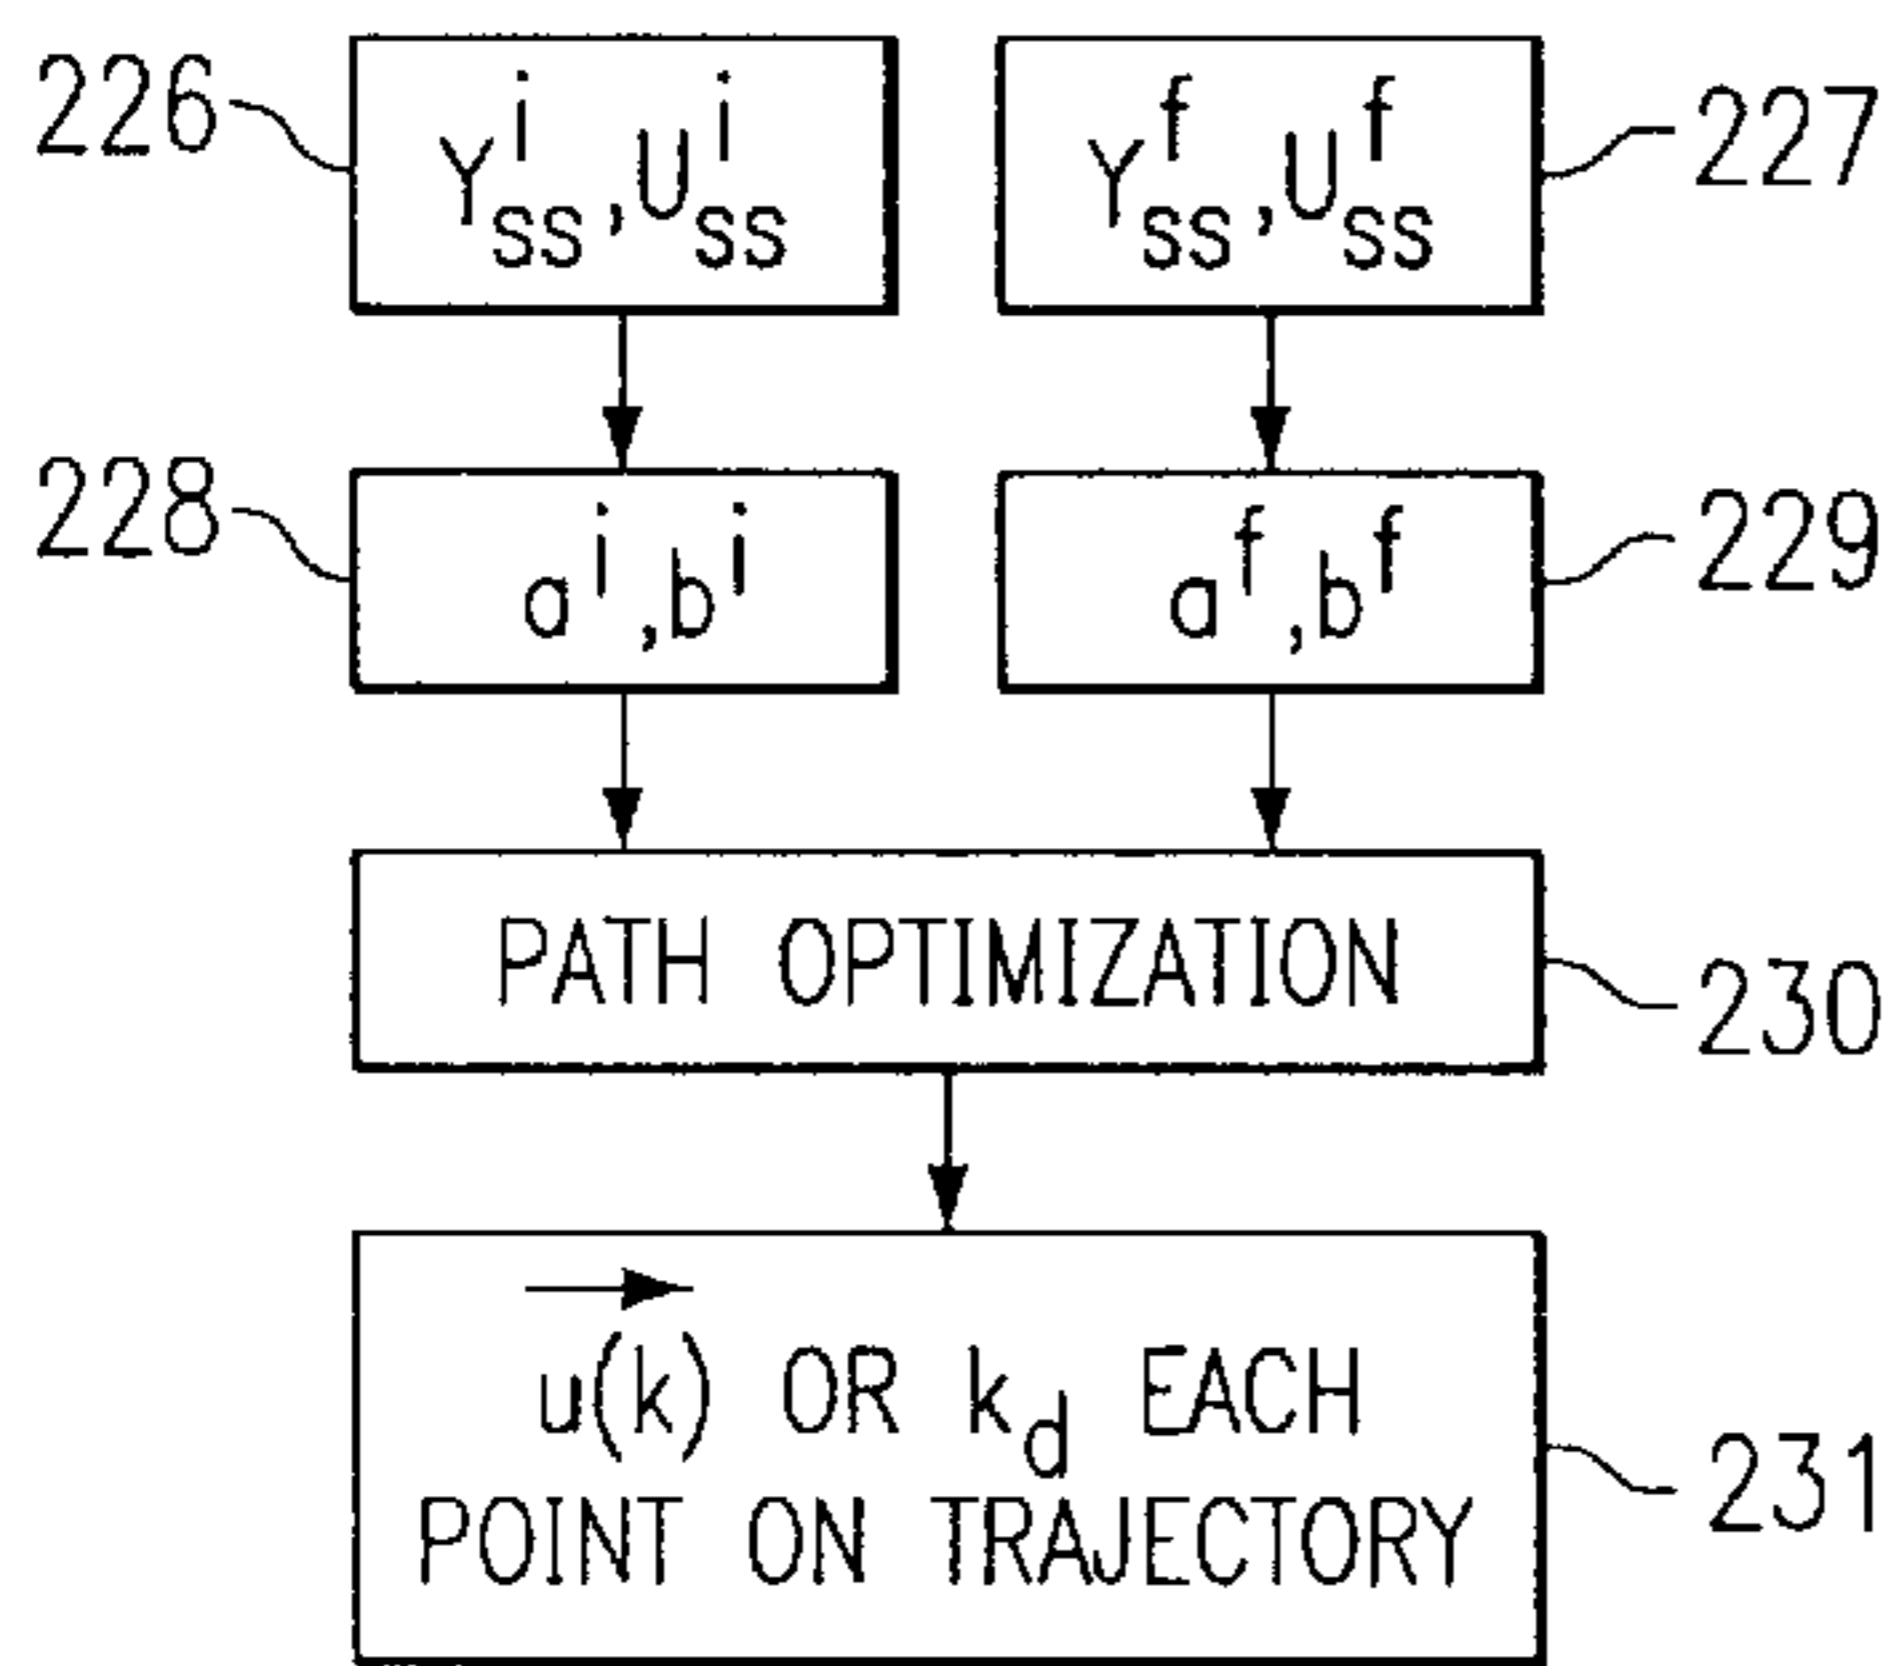 226
Y^i_ss, U^i_ss
Y^f_ss, U^f_ss
227
228
a^i, b^i
a^f, b^f
229
PATH OPTIMIZATION
230
u(k) OR k_d EACH
POINT ON TRAJECTORY
231